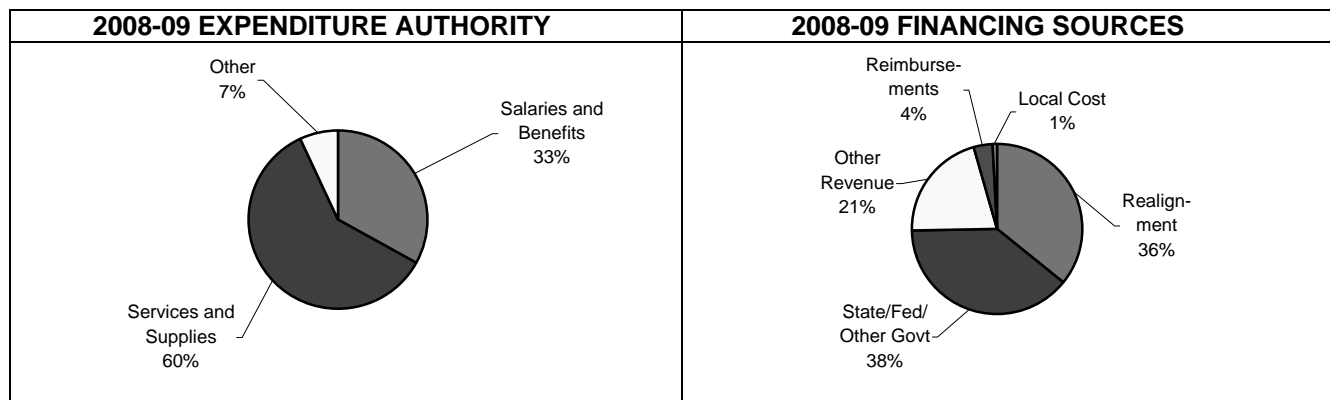 2008-09 EXPENDITURE AUTHORITY
Other
7%
Salaries and
Benefits
33%
Services and
Supplies
60%
2008-09 FINANCING SOURCES
Reimburse-
ments
4%
Local Cost
1%
Other
Revenue
21%
Realign-
ment
36%
State/Fed/
Other Govt
38%